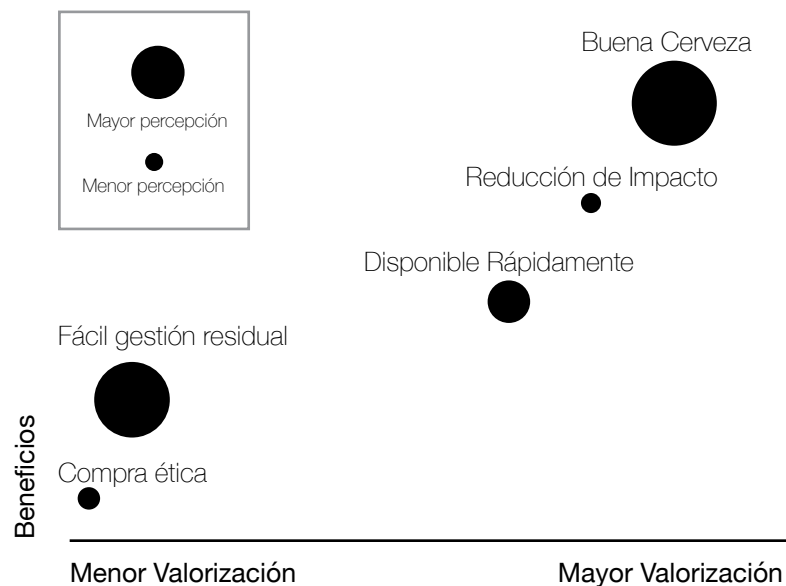 Buena Cerveza
Mayor percepción
Menor percepción
Reducción de Impacto
Disponible Rápidamente
Fácil gestión residual
Compra ética
Beneficios
Menor Valorización
Mayor Valorización